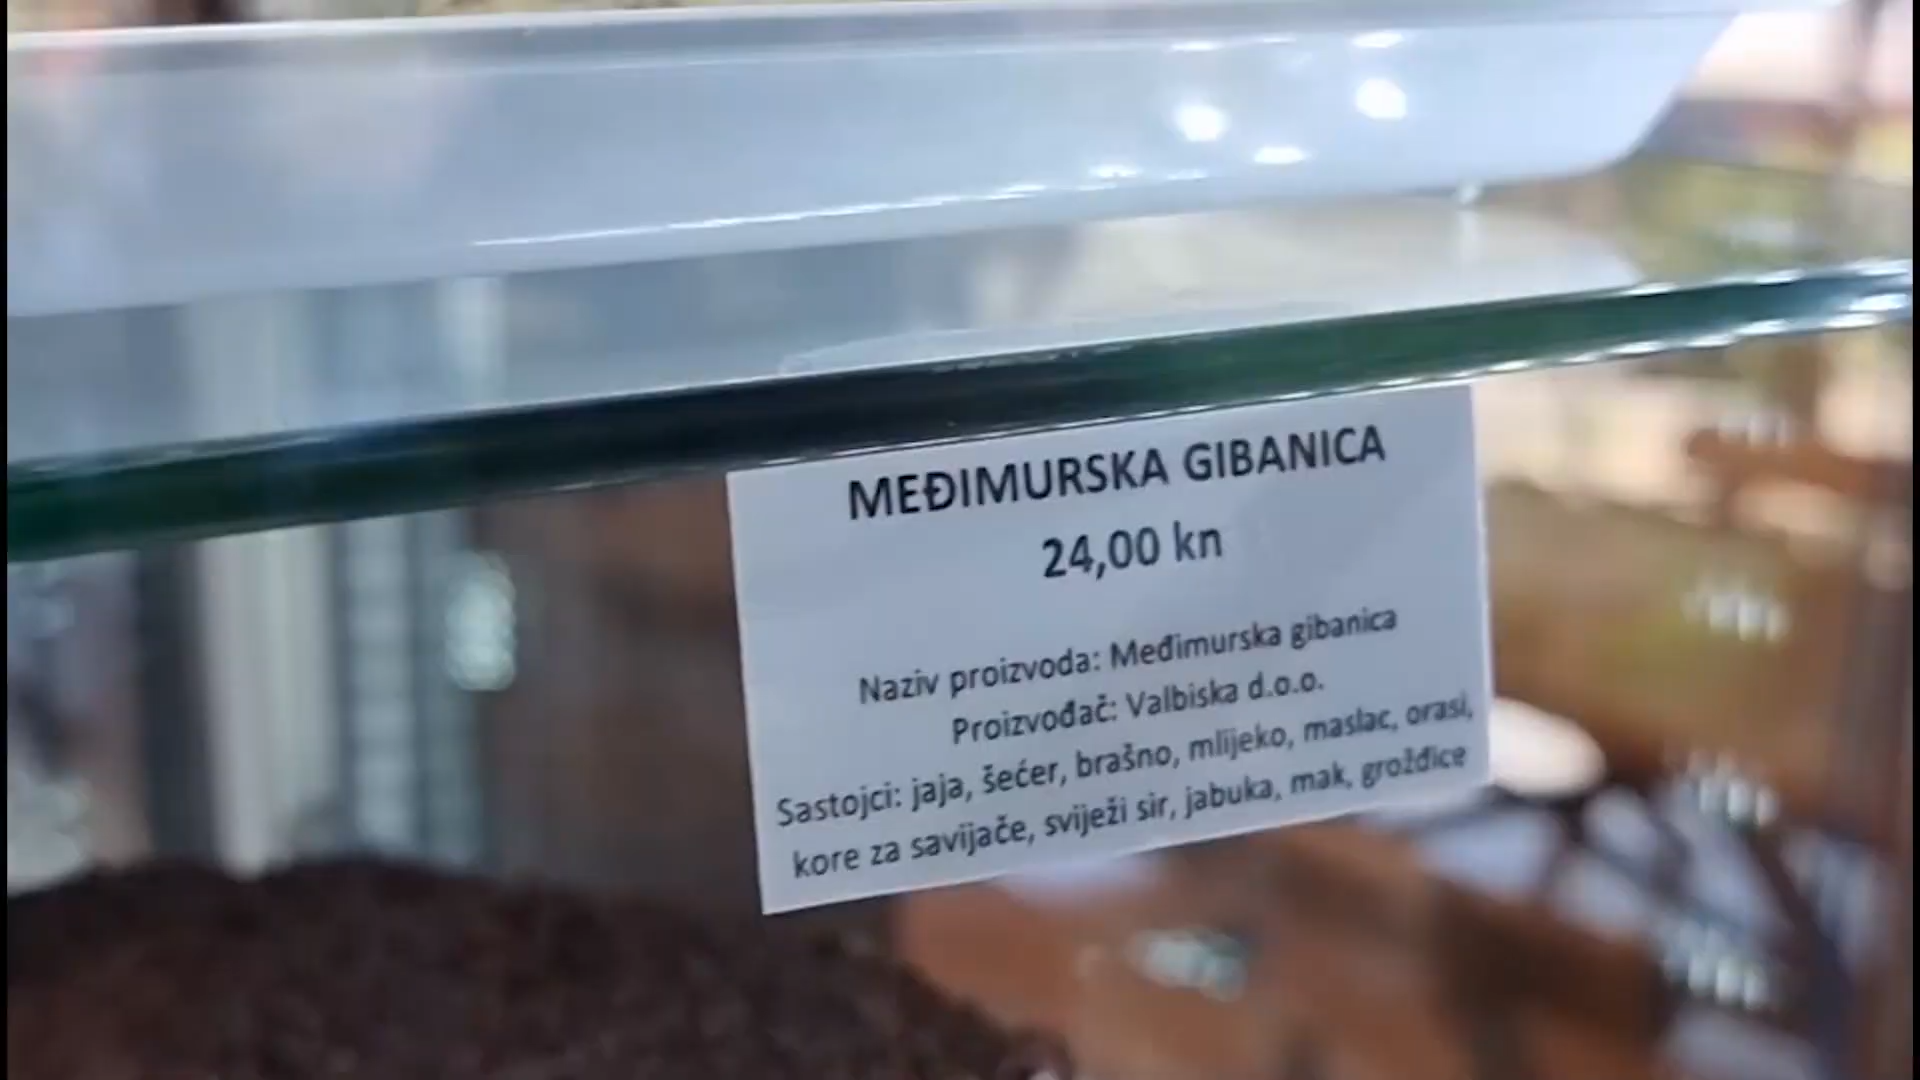 MEĐIMURSKA GIBANICA
24,00 kn
Naziv proizvoda: Međimurska gibanica
Proizvođač: Valbiska d.o.o.
Sastojci: jaja, šećer, brašno, mlijeko, maslac, orasi,
kore za savijače, sviježi sir, jabuka, mak, grožđice